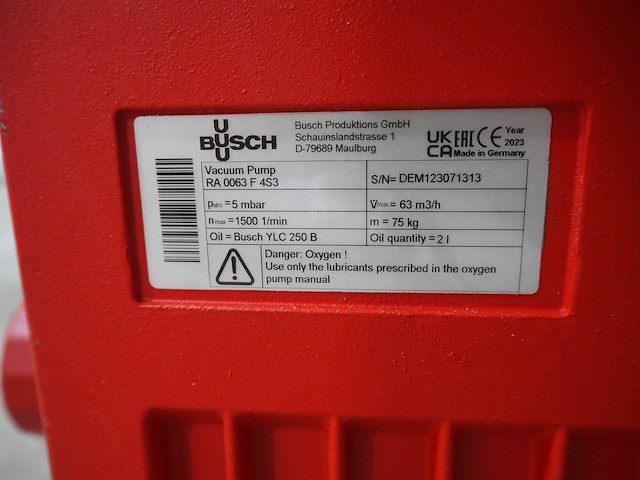 BUSCH
U
U
U
Busch Produktions GmbH
Schauinslandstrasse 1
D-79689 Maulburg
UK
CA
EAC CE
Year
2023
Made in Germany
Vacuum Pump
RA 0063 F 4S3
S/N= DEM123071313
pabs =5 mbar
V̇max = 63 m3/h
nmax =1500 1/min
m = 75 kg
Oil = Busch YLC 250 B
Oil quantity = 2 l
Danger: Oxygen !
Use only the lubricants prescribed in the oxygen
pump manual